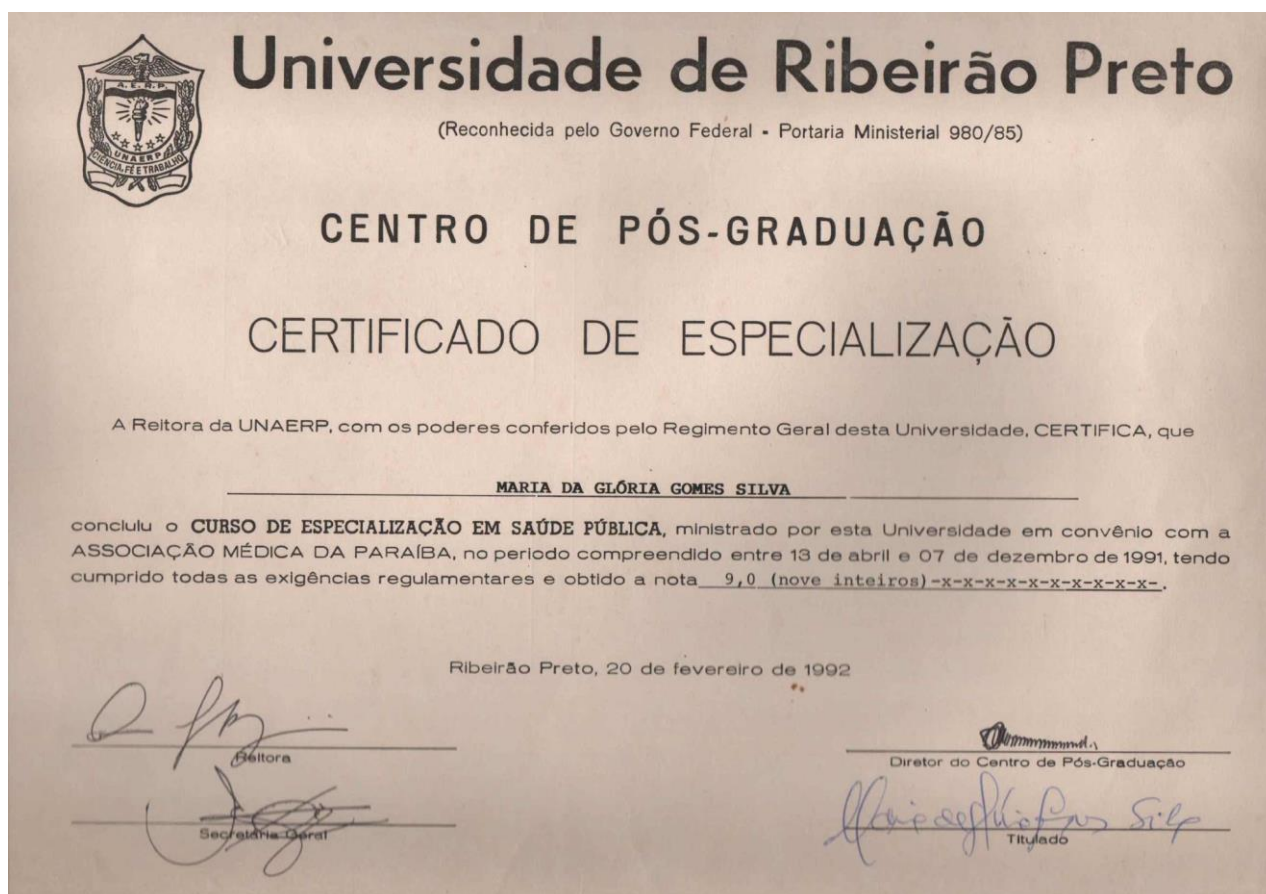 Universidade de Ribeirão Preto
(Reconhecida pelo Governo Federal - Portaria Ministerial 980/85)
A.E.R.P.
UNAERP
CIÊNCIA, FÉ E TRABALHO
CENTRO DE PÓS-GRADUAÇÃO
CERTIFICADO DE ESPECIALIZAÇÃO
A Reitora da UNAERP, com os poderes conferidos pelo Regimento Geral desta Universidade, CERTIFICA, que
MARIA DA GLÓRIA GOMES SILVA
concluiu o CURSO DE ESPECIALIZAÇÃO EM SAÚDE PÚBLICA, ministrado por esta Universidade em convênio com a
ASSOCIAÇÃO MÉDICA DA PARAÍBA, no período compreendido entre 13 de abril e 07 de dezembro de 1991, tendo
cumprido todas as exigências regulamentares e obtido a nota 9,0 (nove inteiros)-x-x-x-x-x-x-x-x-x-x-x-.
Ribeirão Preto, 20 de fevereiro de 1992
Reitora
Diretor do Centro de Pós-Graduação
Secretária Geral
Titulado